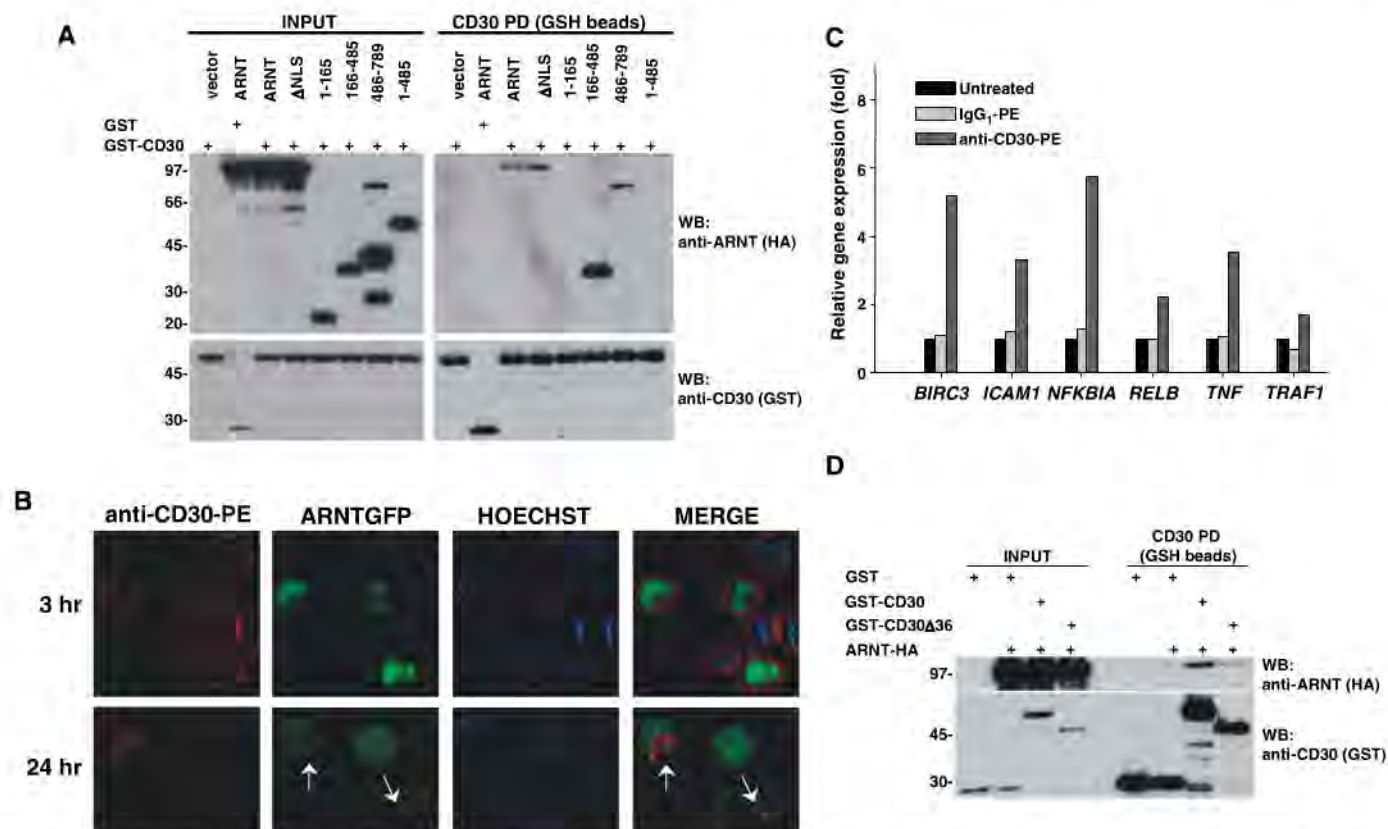 A
INPUT
CD30 PD (GSH beads)
vector ARNT ARNT ΔNLS 1-165 166-485 486-789 1-485
vector ARNT ARNT ΔNLS 1-165 166-485 486-789 1-485
GST + +
GST-CD30 + + + + + + + + + + + + + +
97-
66-
45-
30-
20-
WB:
anti-ARNT (HA)
45-
30-
WB:
anti-CD30 (GST)
C
Relative gene expression (fold)
8
6
4
2
0
Untreated
IgG1-PE
anti-CD30-PE
BIRC3 ICAM1 NFKBIA RELB TNF TRAF1
B
anti-CD30-PE ARNTGFP HOECHST MERGE
3 hr
24 hr
D
INPUT
CD30 PD
(GSH beads)
GST + + + +
GST-CD30 + +
GST-CD30Δ36 + +
ARNT-HA + + + + + +
97-
45-
30-
WB:
anti-ARNT (HA)
WB:
anti-CD30 (GST)